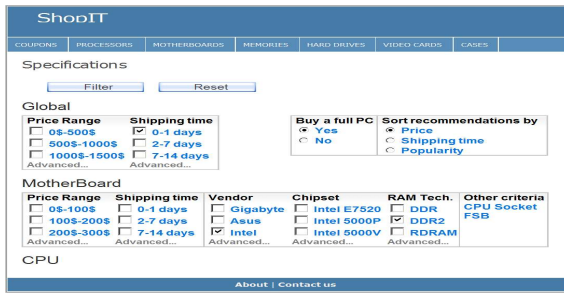 ShopIT
COUPONS PROCESSORS MOTHERBOARDS MEMORIES HARD DRIVES VIDEO CARDS CASES
Specifications
Filter Reset
Global
Price Range Shipping time Buy a full PC Sort recommendations by
0$-500$ 0-1 days Yes Price
500$-1000$ 2-7 days No Shipping time
1000$-1500$ 7-14 days Popularity
Advanced... Advanced...
MotherBoard
Price Range Shipping time Vendor Chipset RAM Tech. Other criteria
0$-100$ 0-1 days Gigabyte Intel E7520 DDR CPU Socket
100$-200$ 2-7 days Asus Intel 5000P DDR2 FSB
200$-300$ 7-14 days Intel Intel 5000V RDRAM
Advanced... Advanced... Advanced... Advanced... Advanced...
CPU
About | Contact us